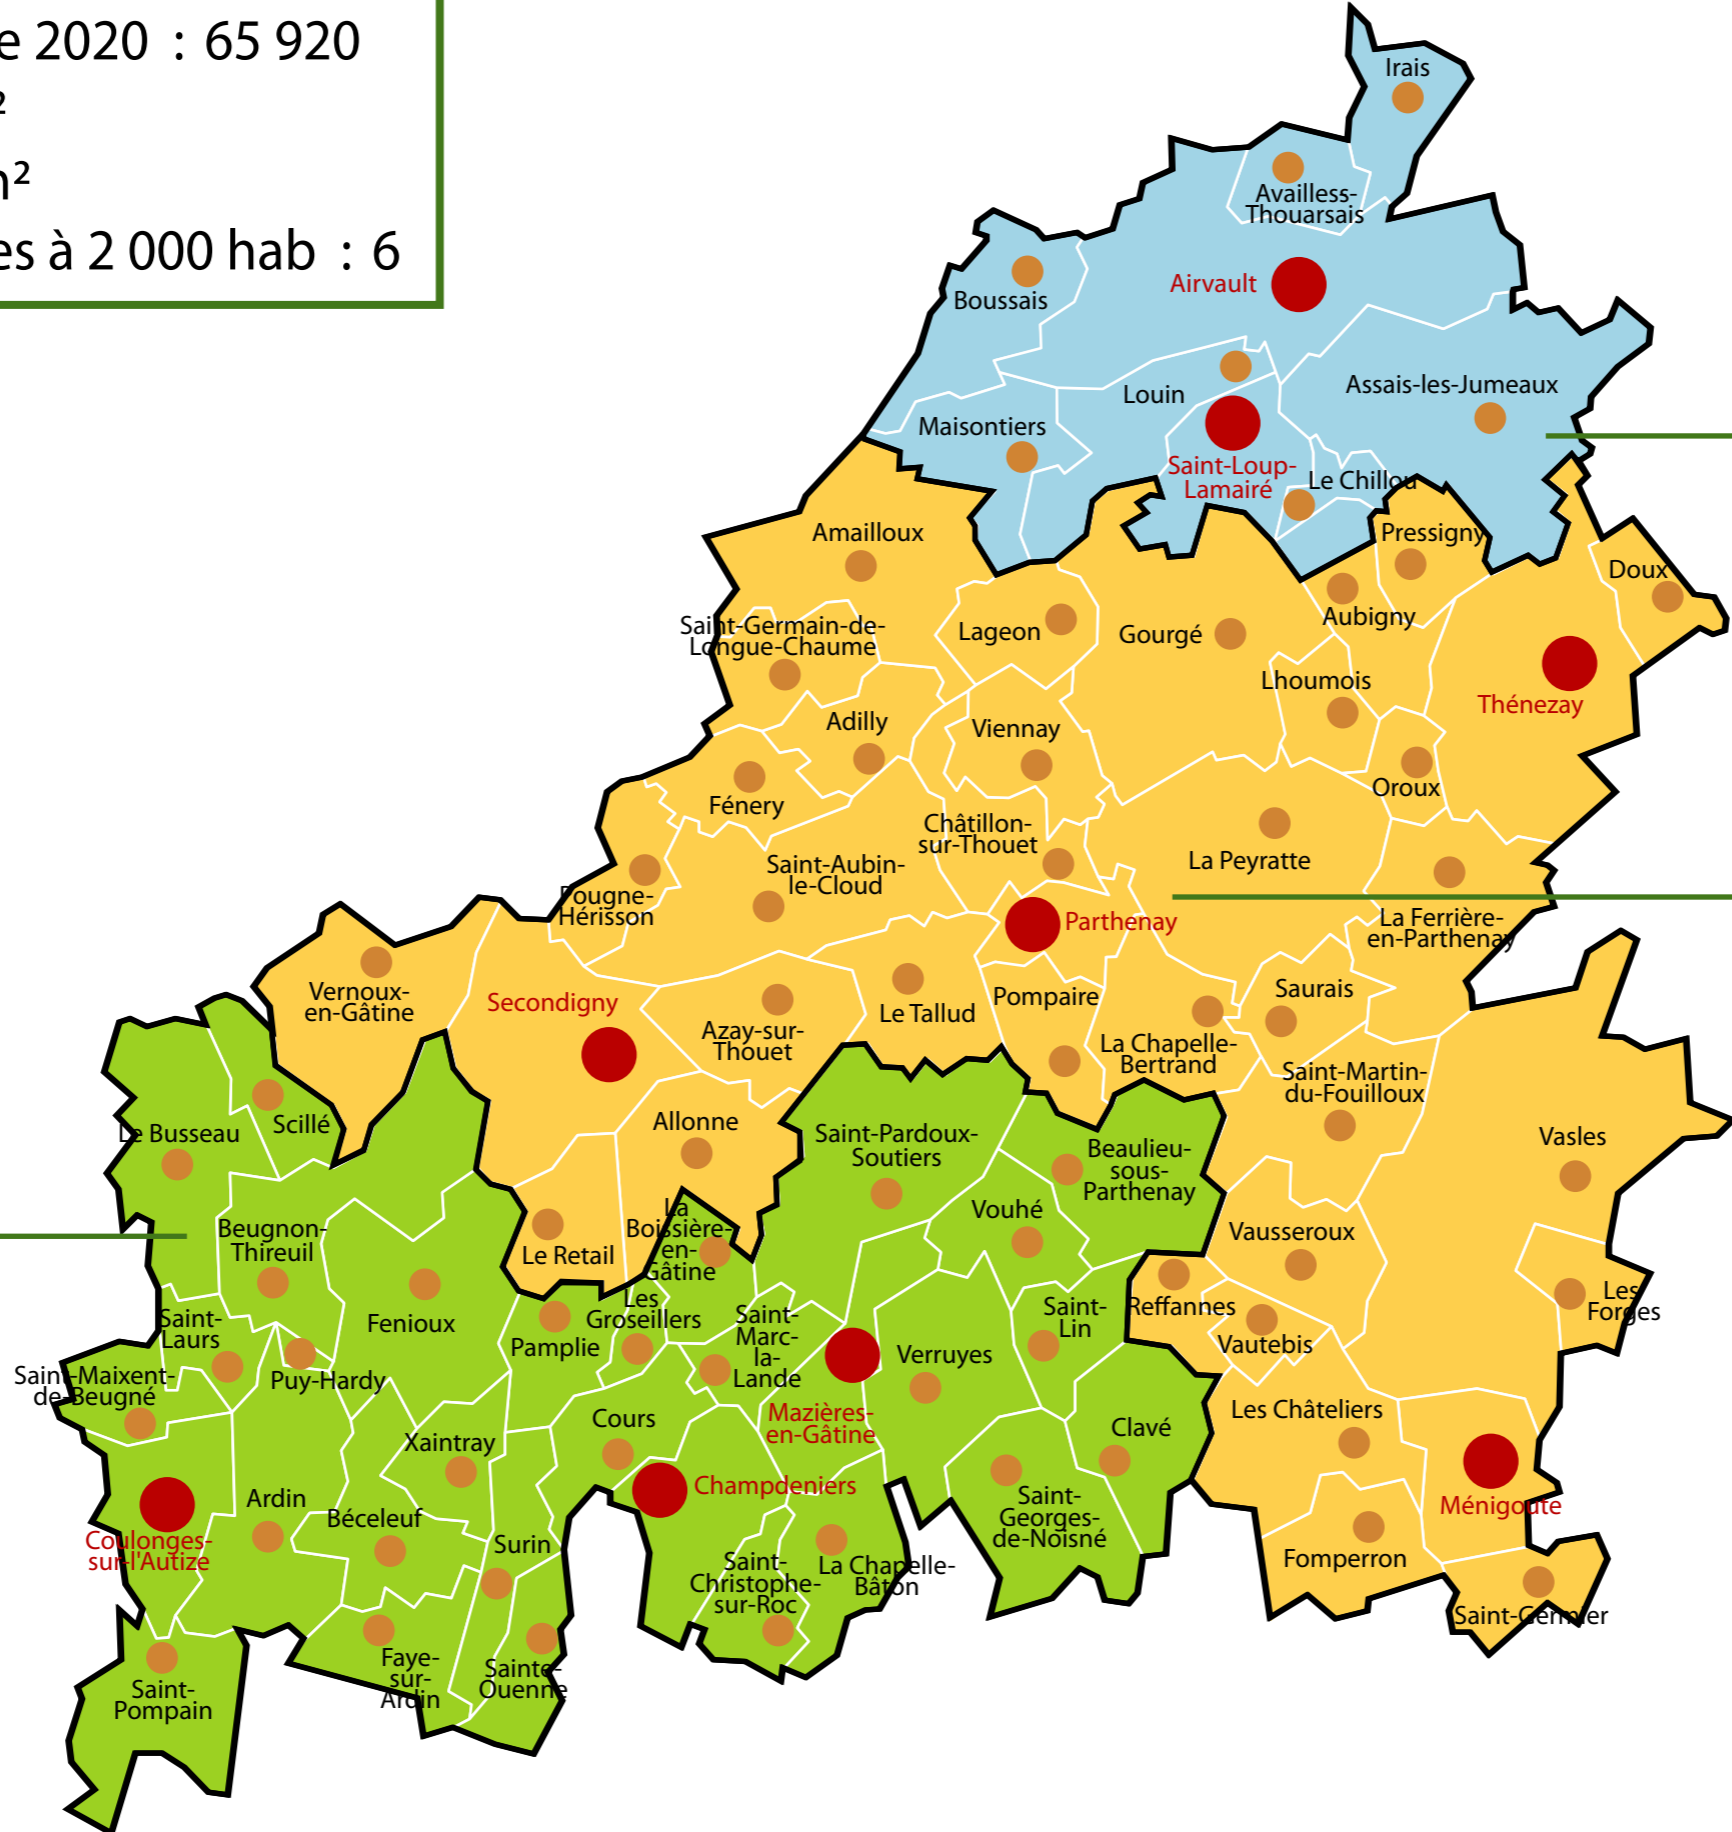 e 2020 : 65 920
²
m²
es à 2 000 hab : 6
Irais
Availless-
Thouarsais
Airvault
Boussais
Louin
Assais-les-Jumeaux
Maisontiers
Saint-Loup-
Lamairé
Le Chillou
Amailloux
Pressigny
Doux
Aubigny
Saint-Germain-de-
Longue-Chaume
Lageon
Gourgé
Lhoumois
Thénezay
Adilly
Viennay
Oroux
Fénery
Châtillon-
sur-Thouet
La Peyratte
Saint-Aubin-
le-Cloud
Pougne-
Hérisson
Parthenay
La Ferrière-
en-Parthenay
Vernoux-
en-Gâtine
Secondigny
Azay-sur-
Thouet
Le Tallud
Pompaire
Saurais
La Chapelle-
Bertrand
Saint-Martin-
du-Fouilloux
Scillé
Le Busseau
Allonne
Saint-Pardoux-
Soutiers
Beaulieu-
sous-
Parthenay
Vasles
Beugnon-
Thireuil
Le Retail
La
Boissière-
en-
Gâtine
Vouhé
Vausseroux
Les
Forges
Saint-
Laurs
Fenioux
Pamplie
Les
Groseillers
Saint-
Marc-
la-
Lande
Verruyes
Saint-
Lin
Reffannes
Vautebis
Saint-Maixent-
de-Beugné
Puy-Hardy
Mazières-
en-Gâtine
Cours
Xaintray
Clavé
Les Châteliers
Coulonges-
sur-l'Autize
Ardin
Béceleuf
Surin
Champdeniers
Saint-
Georges-
de-Noisné
Ménigoute
Fomperron
Saint-
Christophe-
sur-Roc
La Chapelle-
Bâton
Saint-Germier
Saint-
Pompain
Faye-
sur-
Ardin
Sainte-
Ouenne